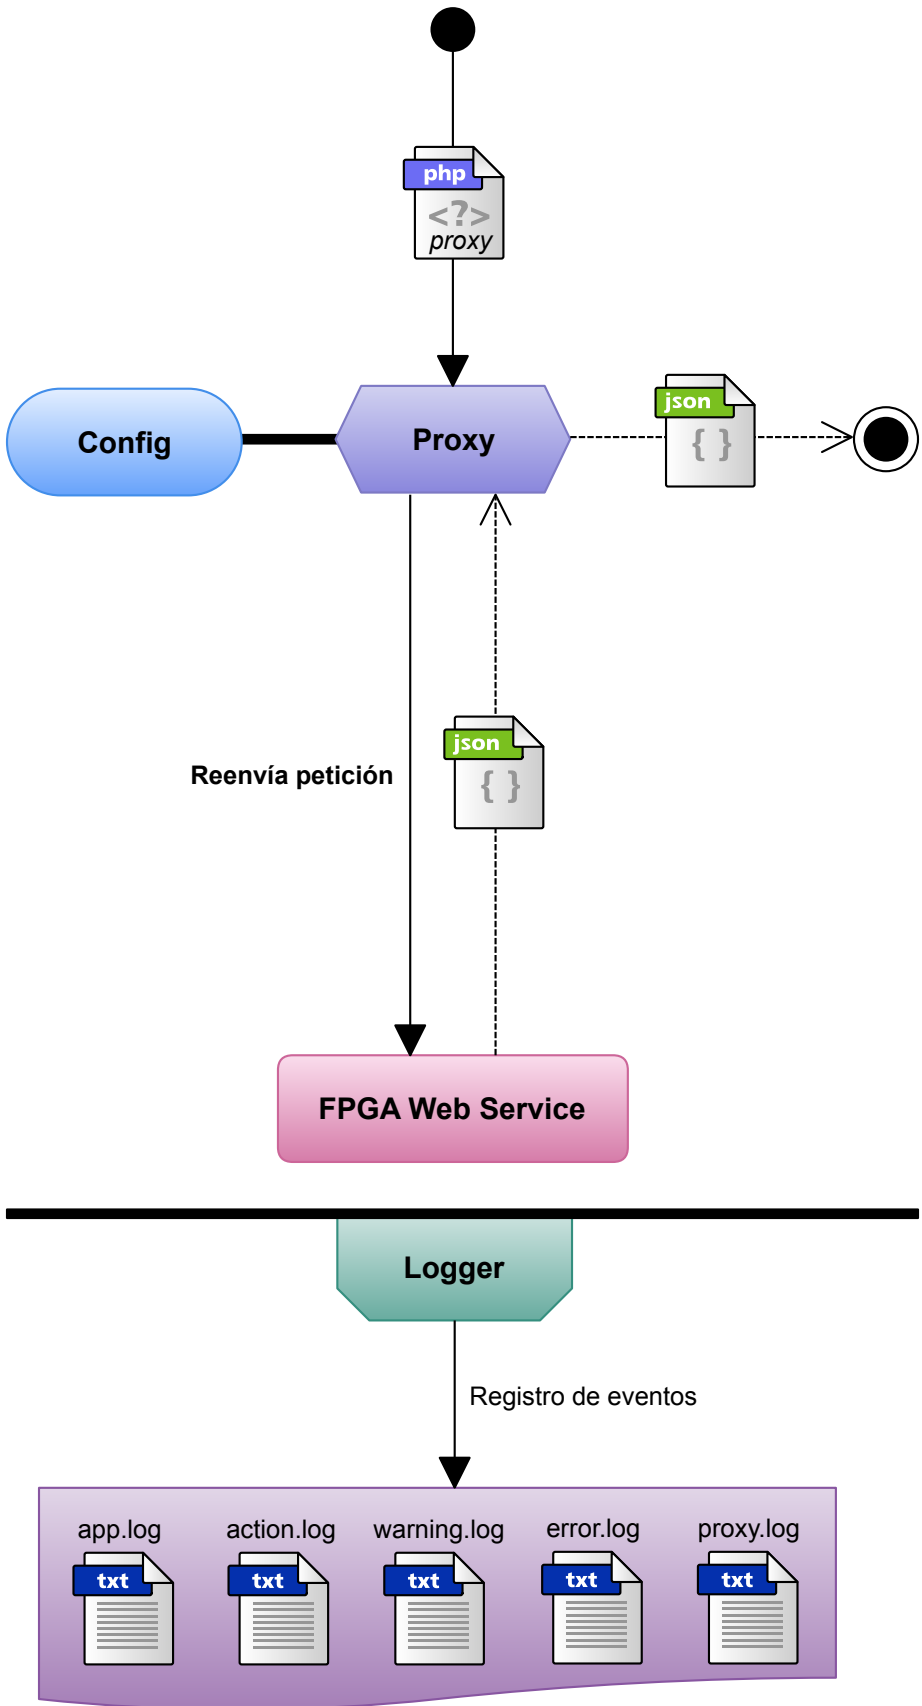 php
<?>
proxy
Config
Proxy
json
{ }
Reenvía petición
json
{ }
FPGA Web Service
Logger
Registro de eventos
app.log
action.log
warning.log
error.log
proxy.log
txt
txt
txt
txt
txt